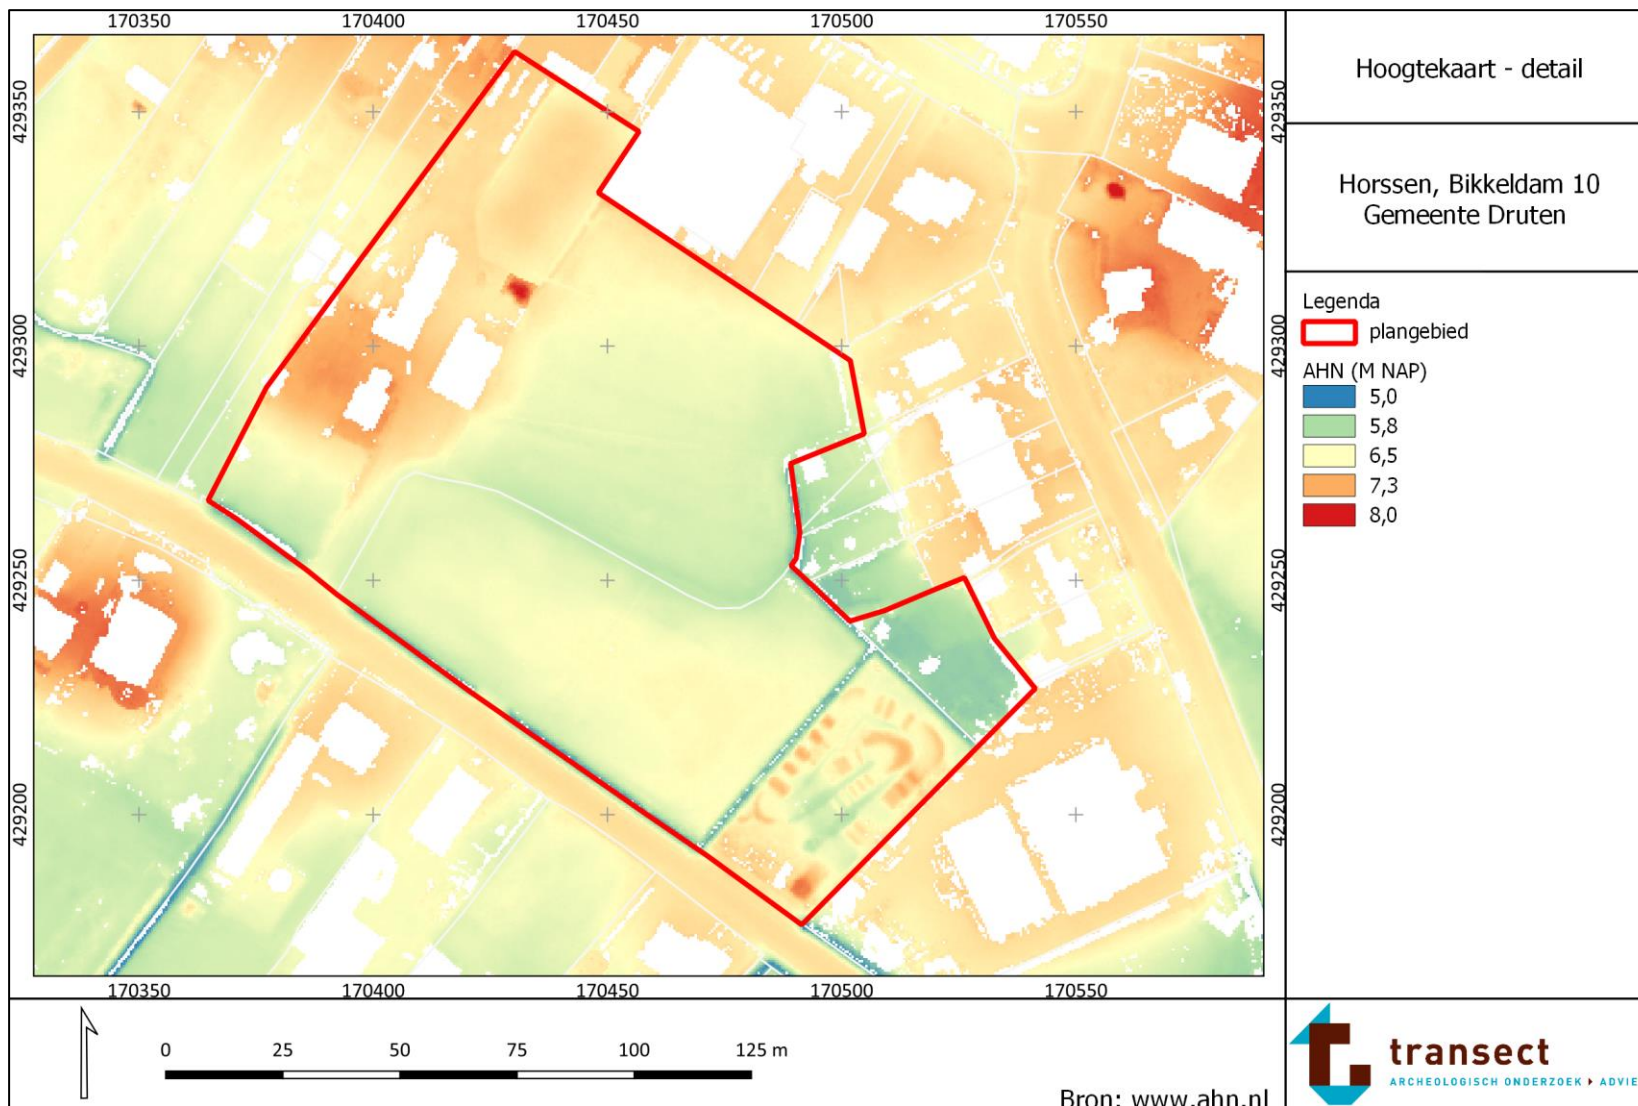 170350 170400 170450 170500 170550
429350
429300
429250
429200
429350
429300
429250
429200
170350 170400 170450 170500 170550
Hoogtekaart - detail
Horssen, Bikkeldam 10
Gemeente Druten
Legenda
plangebied
AHN (M NAP)
5,0
5,8
6,5
7,3
8,0
0 25 50 75 100 125 m
Bron: www.ahn.nl
transect
ARCHEOLOGISCH ONDERZOEK ADVIE